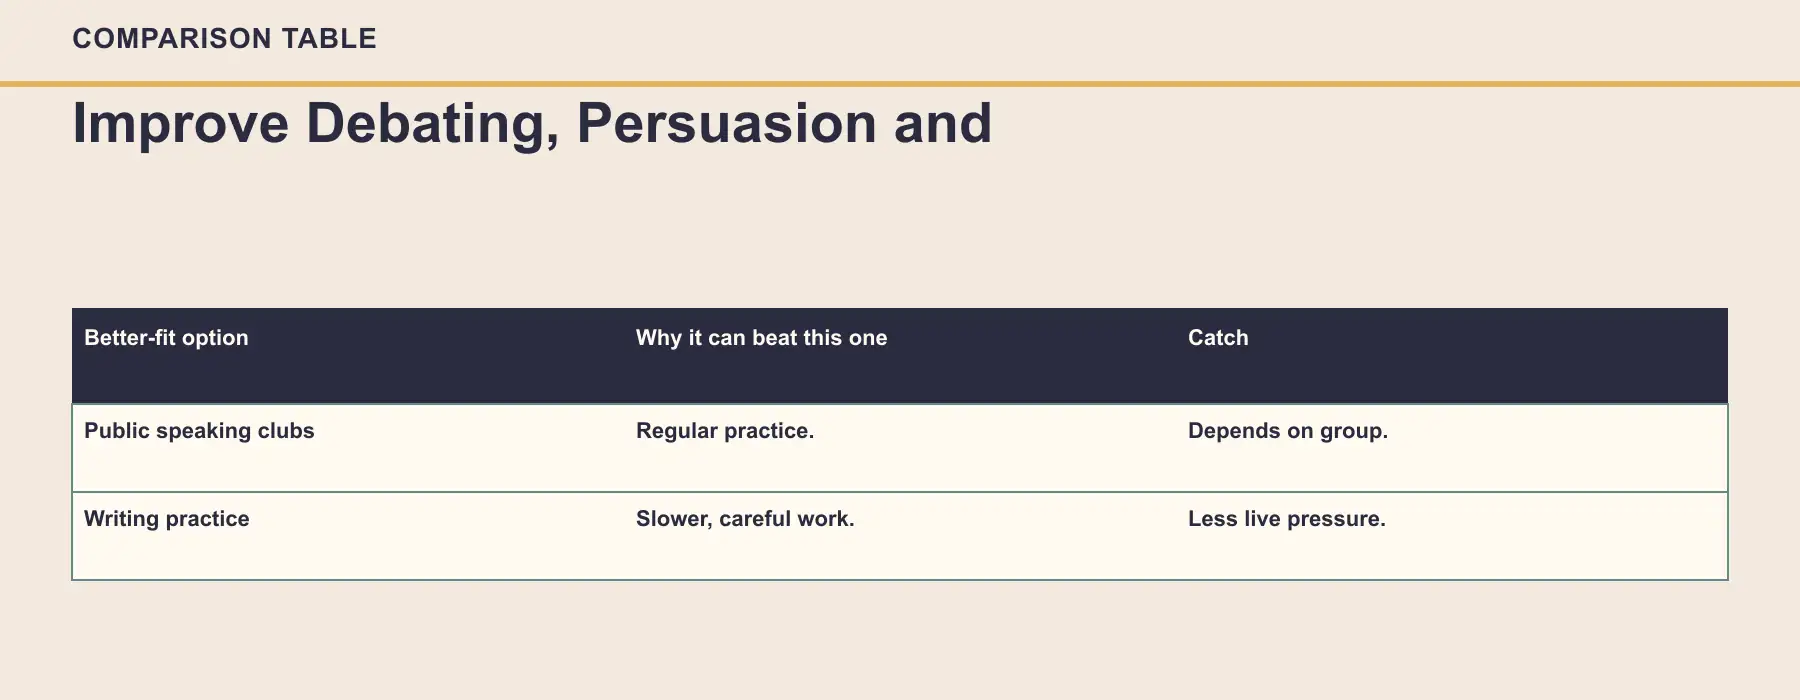 COMPARISON TABLE
Improve Debating, Persuasion and
Better-fit option Why it can beat this one Catch
Public speaking clubs Regular practice. Depends on group.
Writing practice Slower, careful work. Less live pressure.